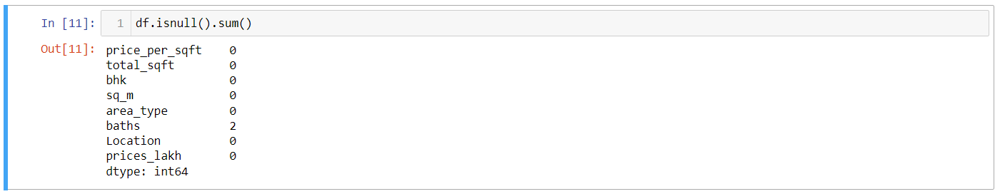 In [11]: 1 df.isnull().sum()
Out[11]: price_per_sqft 0
total_sqft 0
bhk 0
sq_m 0
area_type 0
baths 2
Location 0
prices_lakh 0
dtype: int64